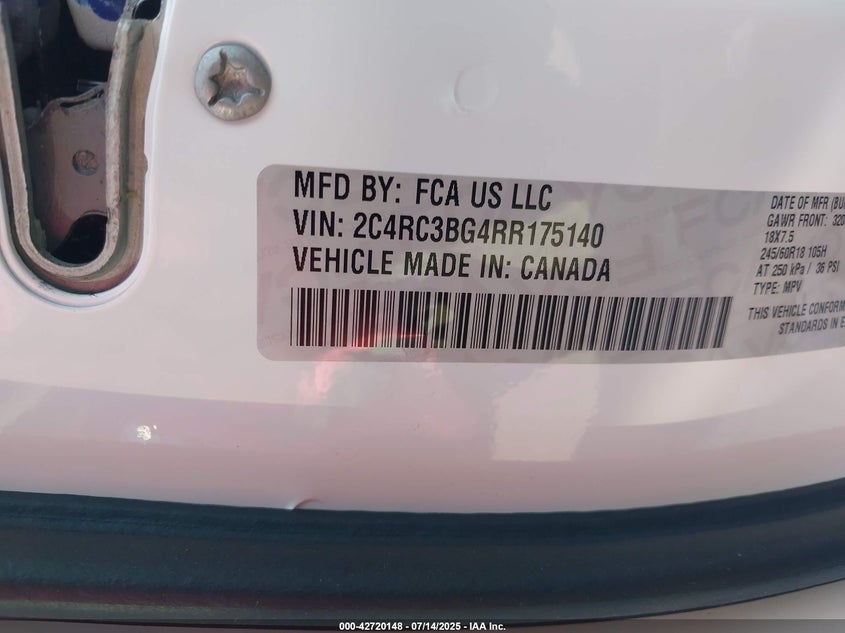 MFD BY: FCA US LLC
VIN: 2C4RC3BG4RR175140
VEHICLE MADE IN: CANADA
DATE OF MFR
GAWR FRONT:
18X7.5
245/60R18 105H
AT 250 kPa / 36 PSI
TYPE: MPV
THIS VEHICLE
STANDARDS IN
000-42720148 - 07/14/2025 - IAA Inc.